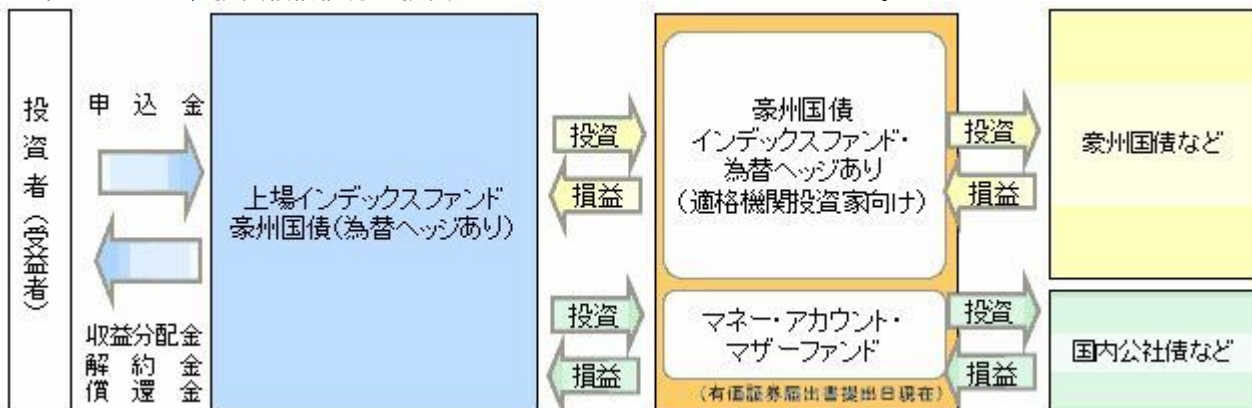 投資者(受益者)
申込金
収益分配金
解約金
償還金
上場インデックスファンド
豪州国債(為替ヘッジあり)
投資
損益
投資
損益
豪州国債
インデックスファンド・
為替ヘッジあり
(適格機関投資家向け)
マネー・アカウント・
マザーファンド
(有価証券届出書提出日現在)
投資
損益
投資
損益
豪州国債など
国内公社債など